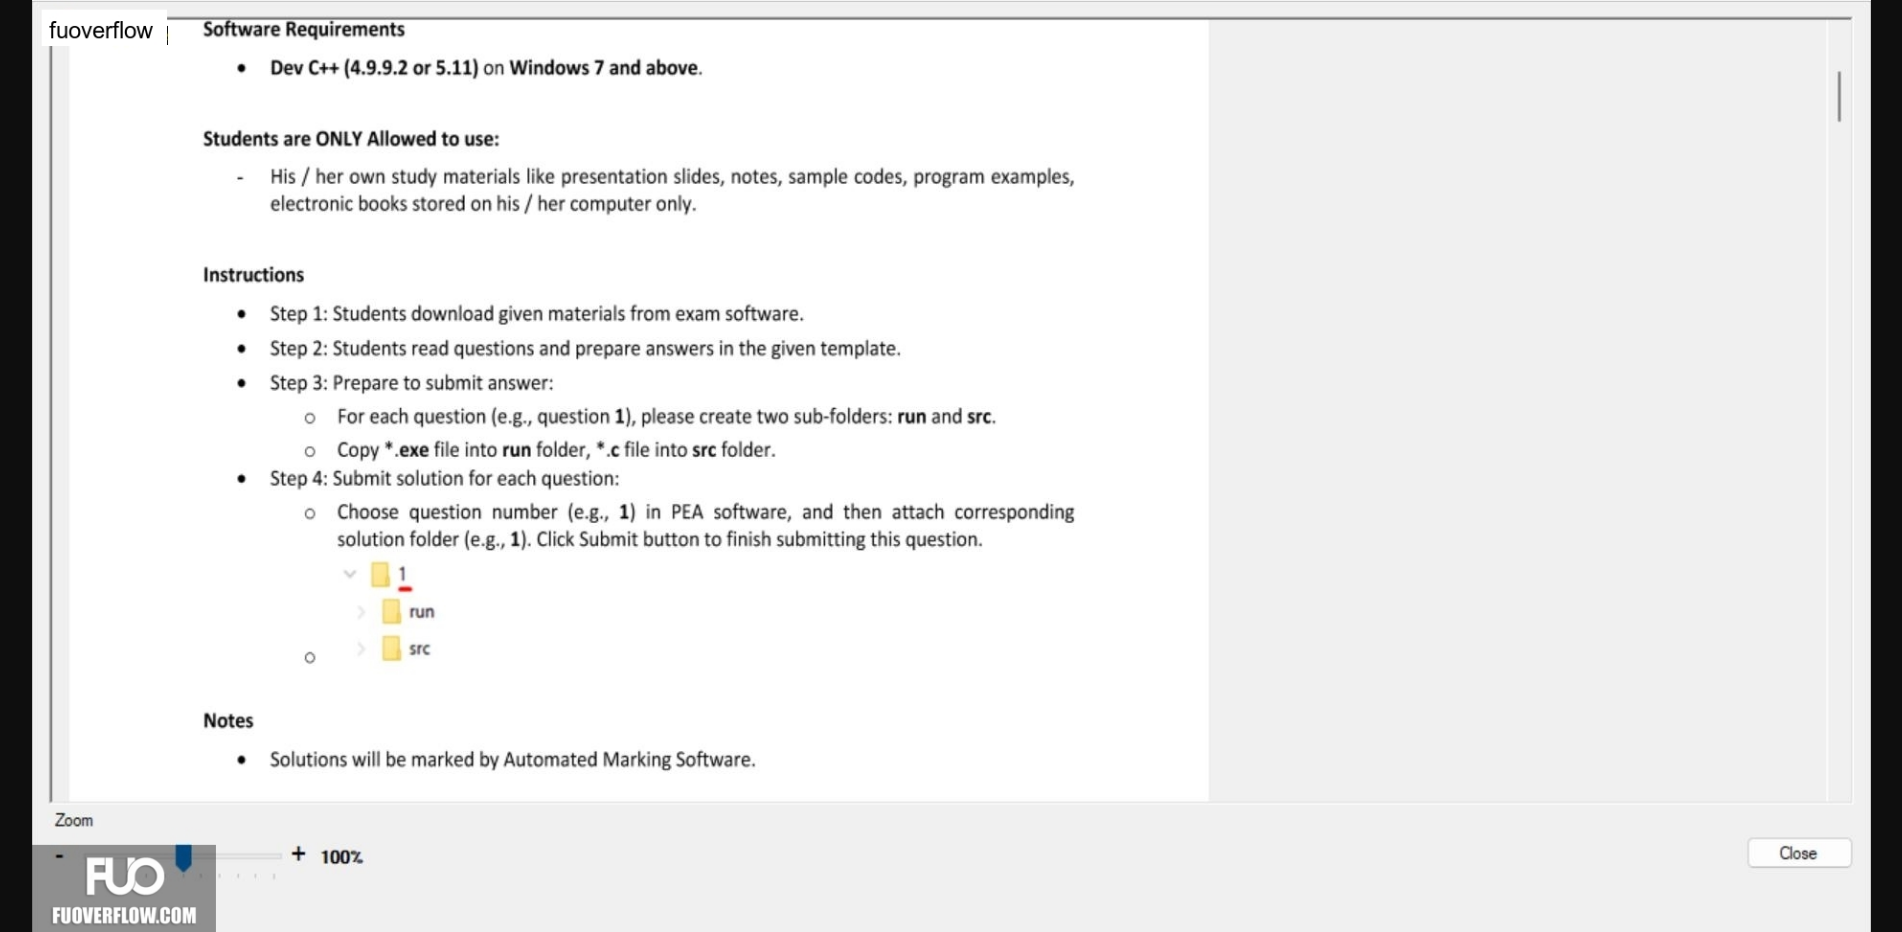 fuoverflow
Software Requirements
• Dev C++ (4.9.9.2 or 5.11) on Windows 7 and above.
Students are ONLY Allowed to use:
- His / her own study materials like presentation slides, notes, sample codes, program examples,
electronic books stored on his / her computer only.
Instructions
• Step 1: Students download given materials from exam software.
• Step 2: Students read questions and prepare answers in the given template.
• Step 3: Prepare to submit answer:
o For each question (e.g., question 1), please create two sub-folders: run and src.
o Copy *.exe file into run folder, *.c file into src folder.
• Step 4: Submit solution for each question:
o Choose question number (e.g., 1) in PEA software, and then attach corresponding
solution folder (e.g., 1). Click Submit button to finish submitting this question.
1
run
o src
Notes
• Solutions will be marked by Automated Marking Software.
Zoom
- + 100%
Close
FUO
FUOVERFLOW.COM